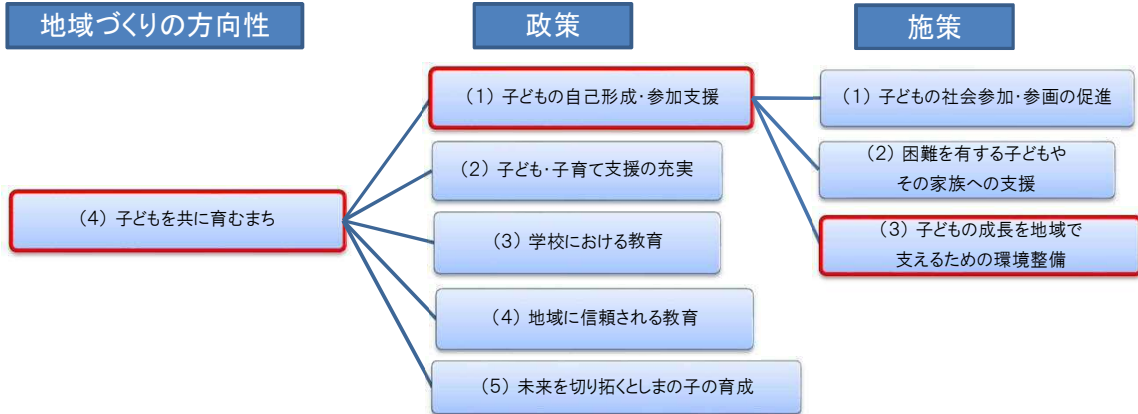 地域づくりの方向性
政策
施策
(4) 子どもを共に育むまち
(1) 子どもの自己形成・参加支援
(2) 子ども・子育て支援の充実
(3) 学校における教育
(4) 地域に信頼される教育
(5) 未来を切り拓くとしまの子の育成
(1) 子どもの社会参加・参画の促進
(2) 困難を有する子どもや
その家族への支援
(3) 子どもの成長を地域で
支えるための環境整備